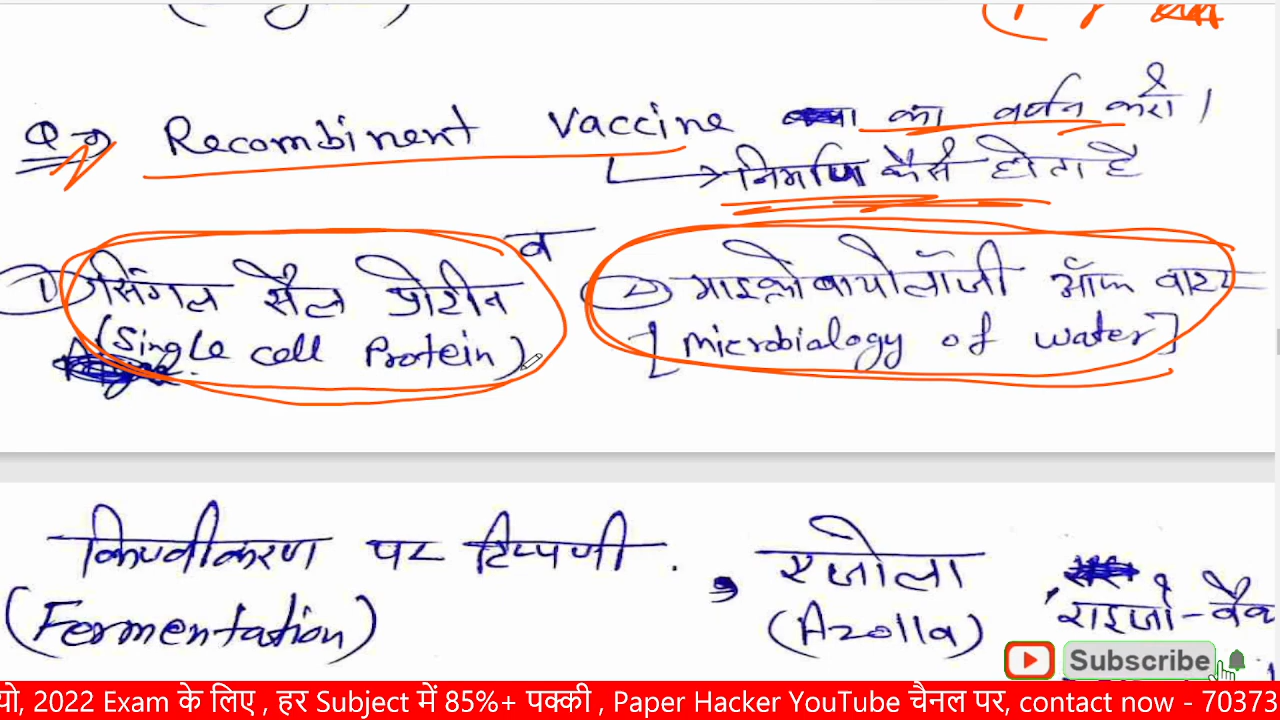 Q⇒ Recombinent Vaccine का वर्णन करो।
↳ निर्माण कैसे होता है
① सिंगल सैल प्रोटीन व ② माइक्रोबायोलॉजी ऑफ वाटर
(Single cell Protein) [microbiology of water]
किण्वीकरण पर टिप्पणी. , एजोला , राइजो-बैक
(Fermentation) (Azolla)
Subscribe
यो, 2022 Exam के लिए , हर Subject में 85%+ पक्की , Paper Hacker YouTube चैनल पर, contact now - 70373